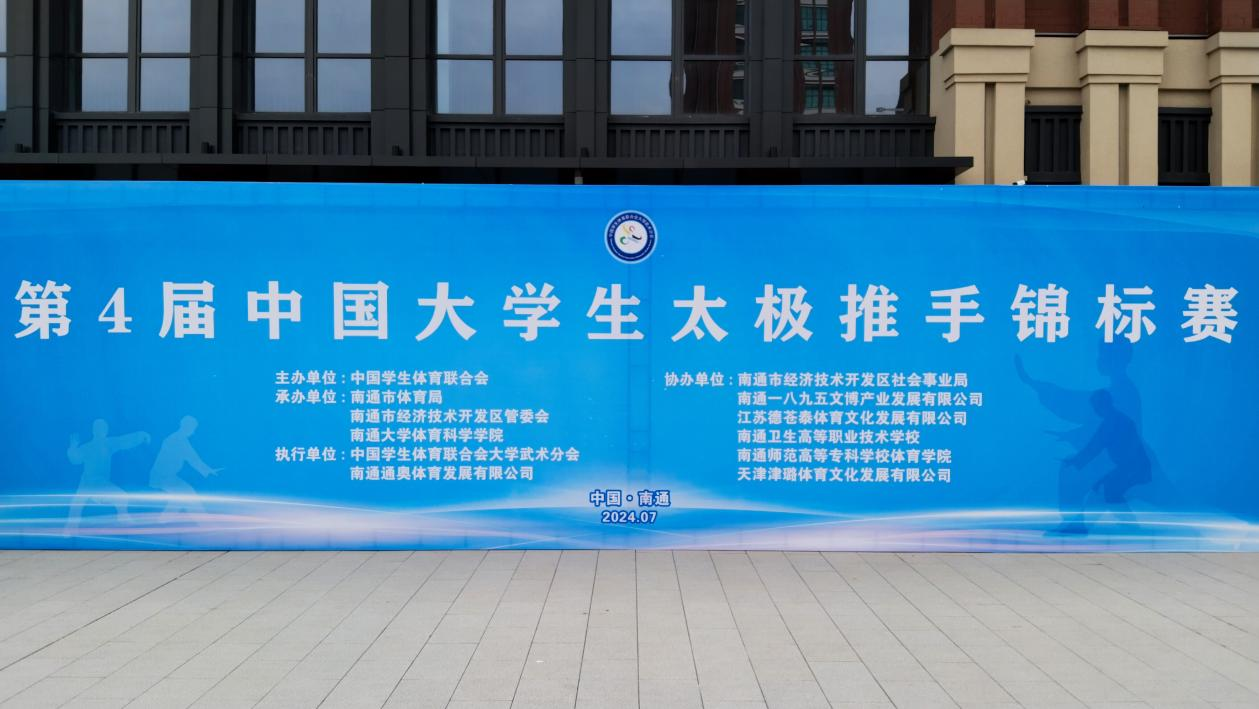 第4届中国大学生太极推手锦标赛
主办单位：中国学生体育联合会
承办单位：南通市体育局
南通市经济技术开发区管委会
南通大学体育科学学院
执行单位：中国学生体育联合会大学武术分会
南通通奥体育发展有限公司
协办单位：南通市经济技术开发区社会事业局
南通一八九五文博产业发展有限公司
江苏德苍泰体育文化发展有限公司
南通卫生高等职业技术学校
南通师范高等专科学校体育学院
天津津璐体育文化发展有限公司
中国·南通
2024.07